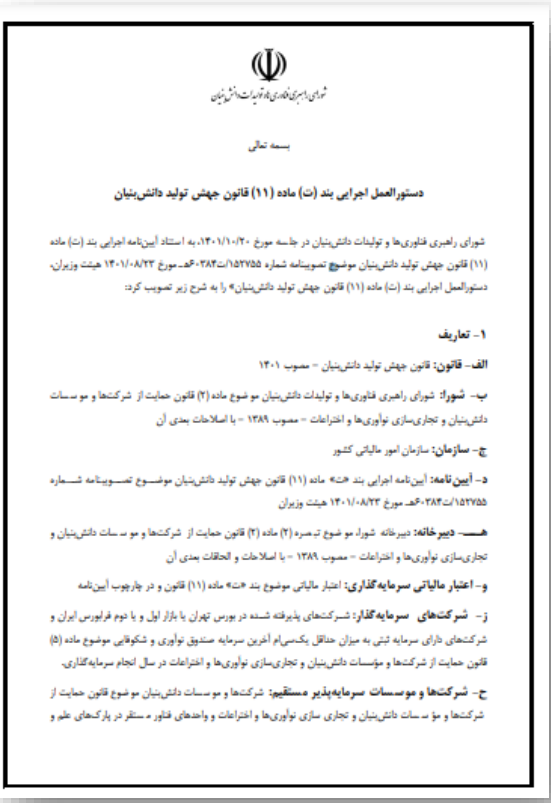 شورای راهبری فناوری‌ها و تولیدات دانش‌بنیان
بسمه تعالی
دستورالعمل اجرایی بند (ت) ماده (۱۱) قانون جهش تولید دانش‌بنیان
شورای راهبری فناوری‌ها و تولیدات دانش‌بنیان در جلسه مورخ ۱۴۰۱/۱۰/۲۰، به استناد آیین‌نامه اجرایی بند (ت) ماده
(۱۱) قانون جهش تولید دانش‌بنیان موضوع تصویبنامه شماره ۱۵۲۷۵۵/ت۶۰۳۸۴هـ مورخ ۱۴۰۱/۰۸/۲۳ هیئت وزیران،
دستورالعمل اجرایی بند (ت) ماده (۱۱) قانون جهش تولید دانش‌بنیان» را به شرح زیر تصویب کرد:
۱- تعاریف
الف- قانون: قانون جهش تولید دانش‌بنیان – مصوب ۱۴۰۱
ب- شورا: شورای راهبری فناوری‌ها و تولیدات دانش‌بنیان موضوع ماده (۲) قانون حمایت از شرکت‌ها و موسسات
دانش‌بنیان و تجاری‌سازی نوآوری‌ها و اختراعات – مصوب ۱۳۸۹ – با اصلاحات بعدی آن
ج- سازمان: سازمان امور مالیاتی کشور
د- آیین نامه: آیین‌نامه اجرایی بند «ت» ماده (۱۱) قانون جهش تولید دانش‌بنیان موضوع تصویبنامه شماره
۱۵۲۷۵۵/ت۶۰۳۸۴هـ مورخ ۱۴۰۱/۰۸/۲۳ هیئت وزیران
هـ- دبیرخانه: دبیرخانه شورا، موضوع تبصره (۲) ماده (۲) قانون حمایت از شرکت‌ها و موسسات دانش‌بنیان و
تجاری‌سازی نوآوری‌ها و اختراعات – مصوب ۱۳۸۹ – با اصلاحات و الحاقات بعدی آن
و- اعتبار مالیاتی سرمایه‌گذاری: اعتبار مالیاتی موضوع بند «ت» ماده (۱۱) قانون و در چارچوب آیین‌نامه
ز- شرکت‌های سرمایه‌گذار: شرکت‌های پذیرفته شده در بورس تهران یا بازار اول و یا دوم فرابورس ایران و
شرکت‌های دارای سرمایه ثبتی به میزان حداقل یک‌سی‌ام آخرین سرمایه صندوق نوآوری و شکوفایی موضوع ماده (۵)
قانون حمایت از شرکت‌ها و مؤسسات دانش‌بنیان و تجاری‌سازی نوآوری‌ها و اختراعات در سال انجام سرمایه‌گذاری.
ح- شرکت‌ها و موسسات سرمایه‌پذیر مستقیم: شرکت‌ها و موسسات دانش‌بنیان موضوع قانون حمایت از
شرکت‌ها و مؤسسات دانش‌بنیان و تجاری سازی نوآوری‌ها و اختراعات و واحدهای فناور مستقر در پارک‌های علم و